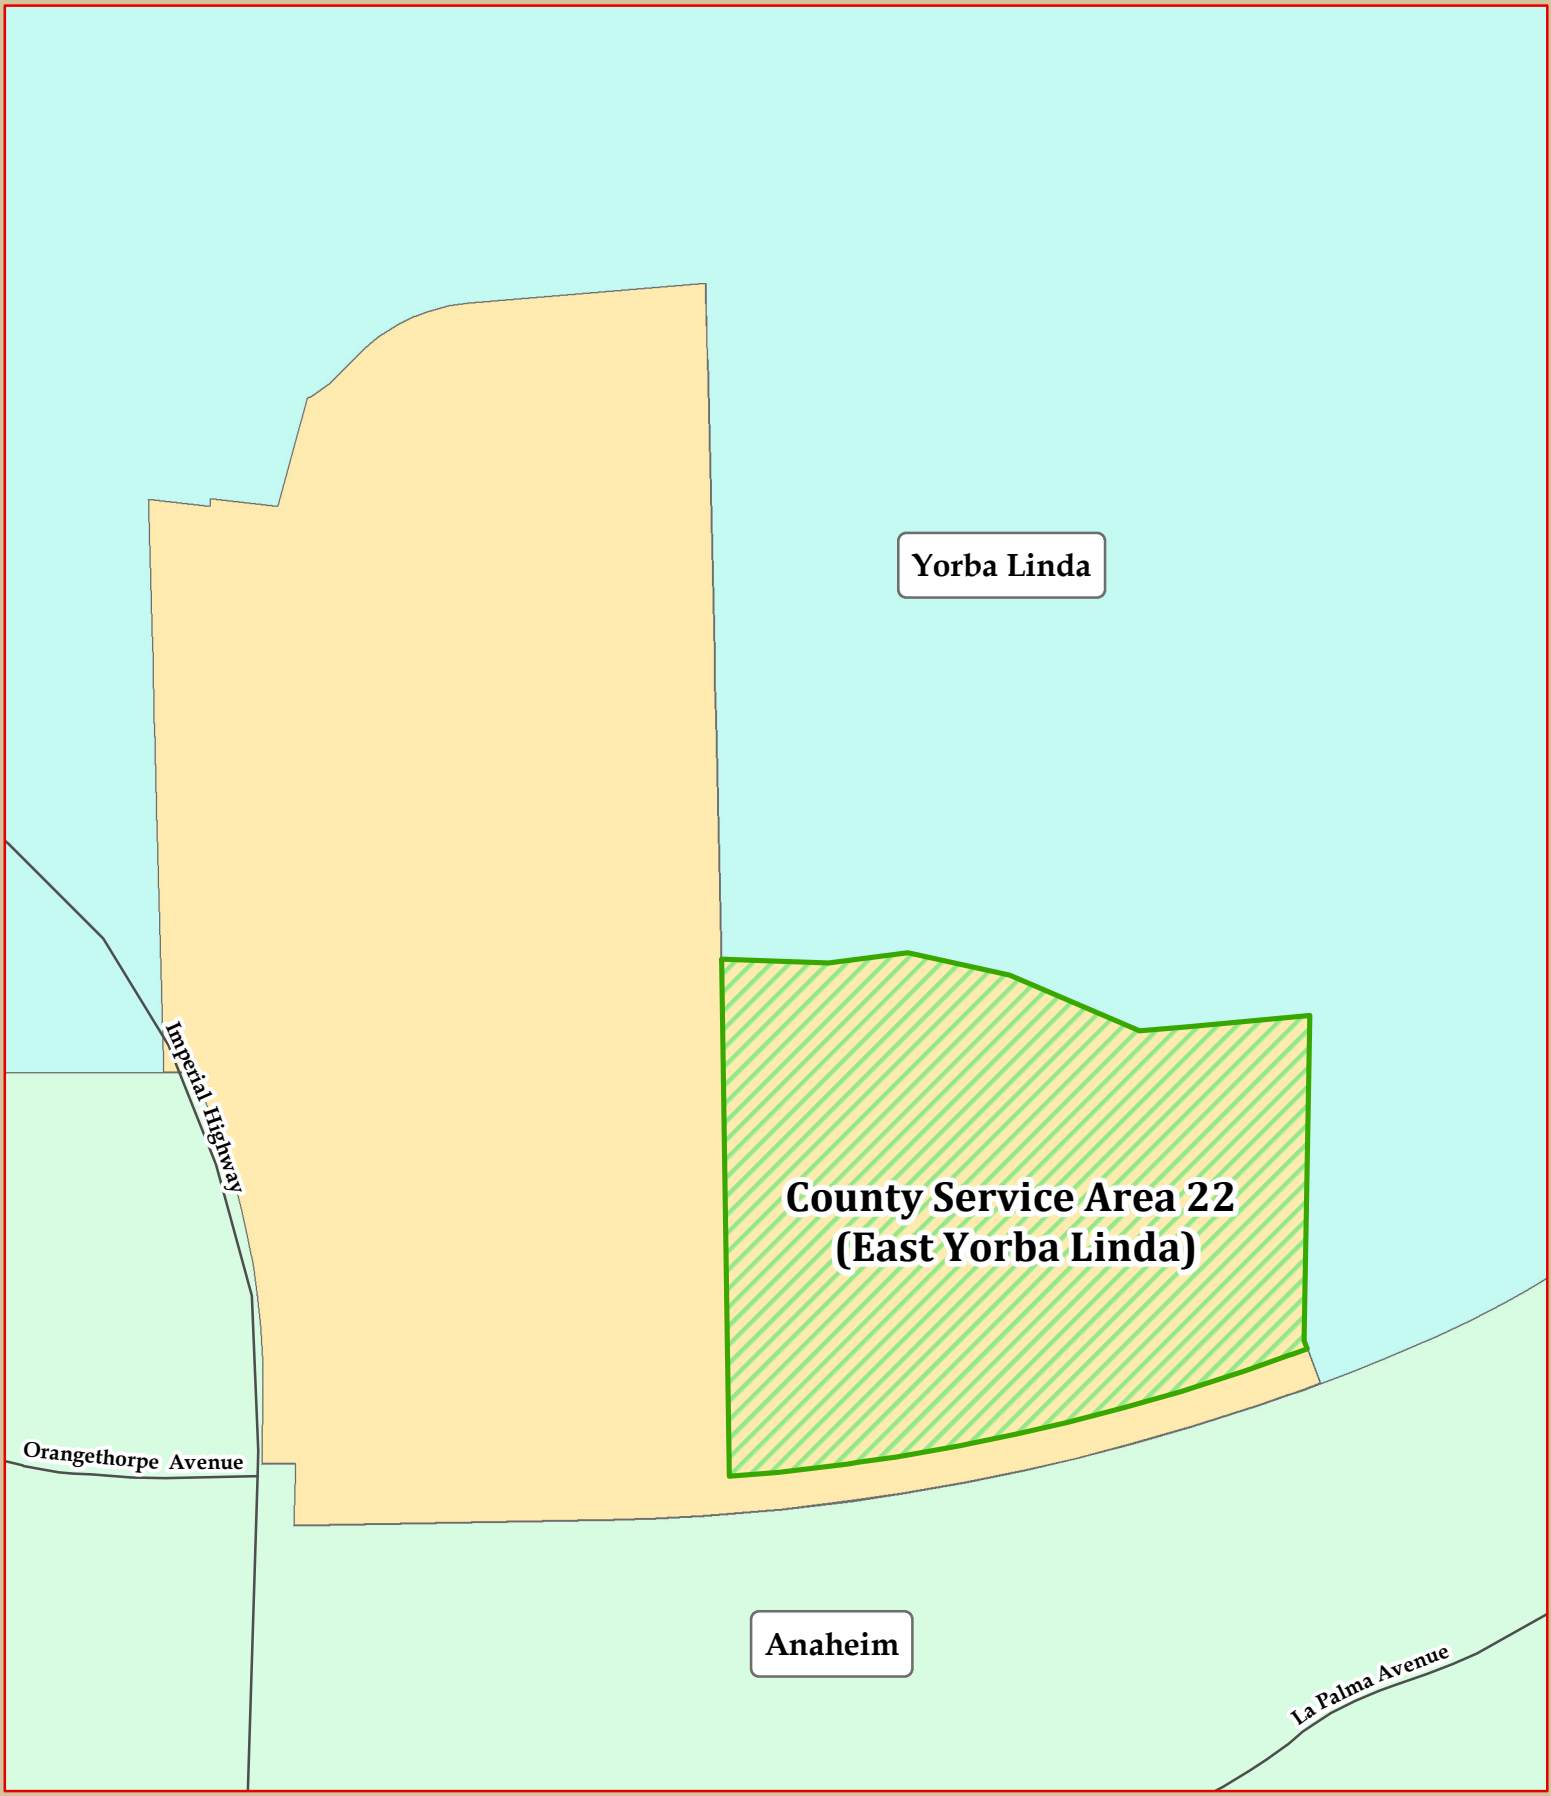 Yorba Linda
Imperial Highway
County Service Area 22
(East Yorba Linda)
Orangethorpe Avenue
Anaheim
La Palma Avenue